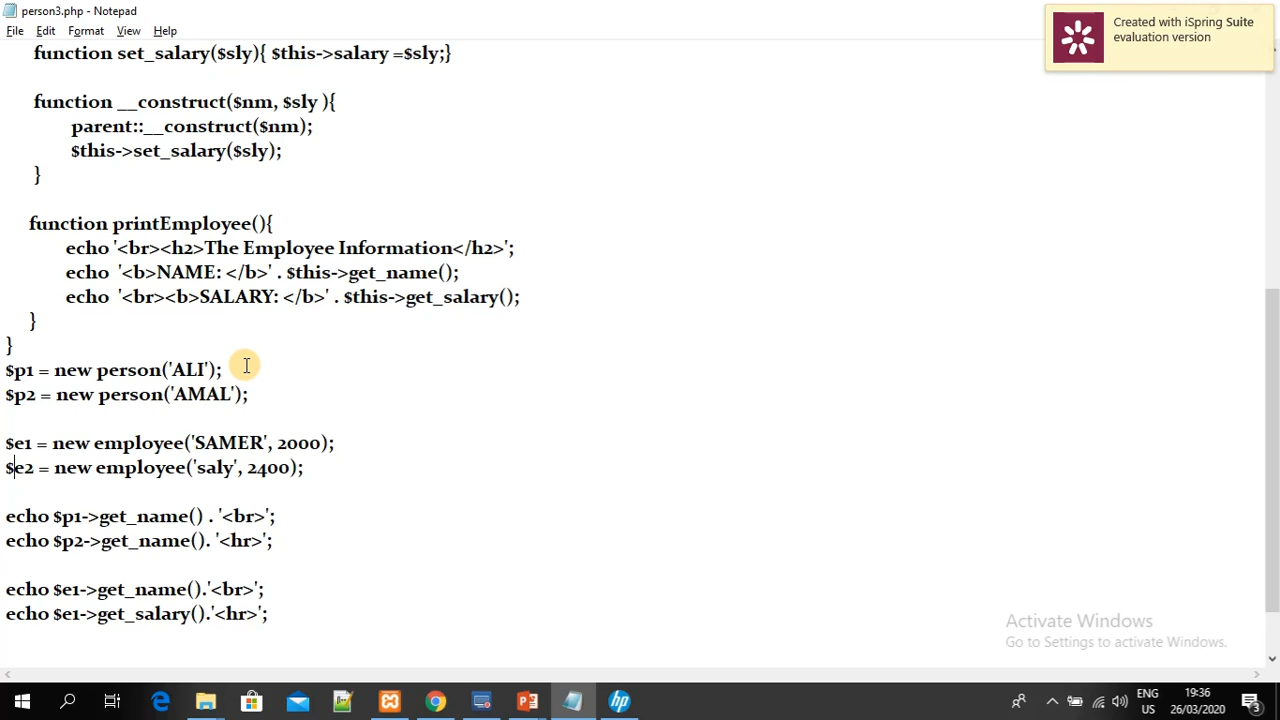 person3.php - Notepad
File Edit Format View Help
Created with iSpring Suite
evaluation version
function set_salary($sly){ $this->salary =$sly;}
function __construct($nm, $sly ){
parent::__construct($nm);
$this->set_salary($sly);
}
function printEmployee(){
echo '<br><h2>The Employee Information</h2>';
echo  '<b>NAME: </b>' . $this->get_name();
echo  '<br><b>SALARY: </b>' . $this->get_salary();
}
}
$p1 = new person('ALI');
$p2 = new person('AMAL');
$e1 = new employee('SAMER', 2000);
$e2 = new employee('saly', 2400);
echo $p1->get_name() . '<br>';
echo $p2->get_name(). '<hr>';
echo $e1->get_name().'<br>';
echo $e1->get_salary().'<hr>';
Activate Windows
Go to Settings to activate Windows.
ENG
US
19:36
26/03/2020
3